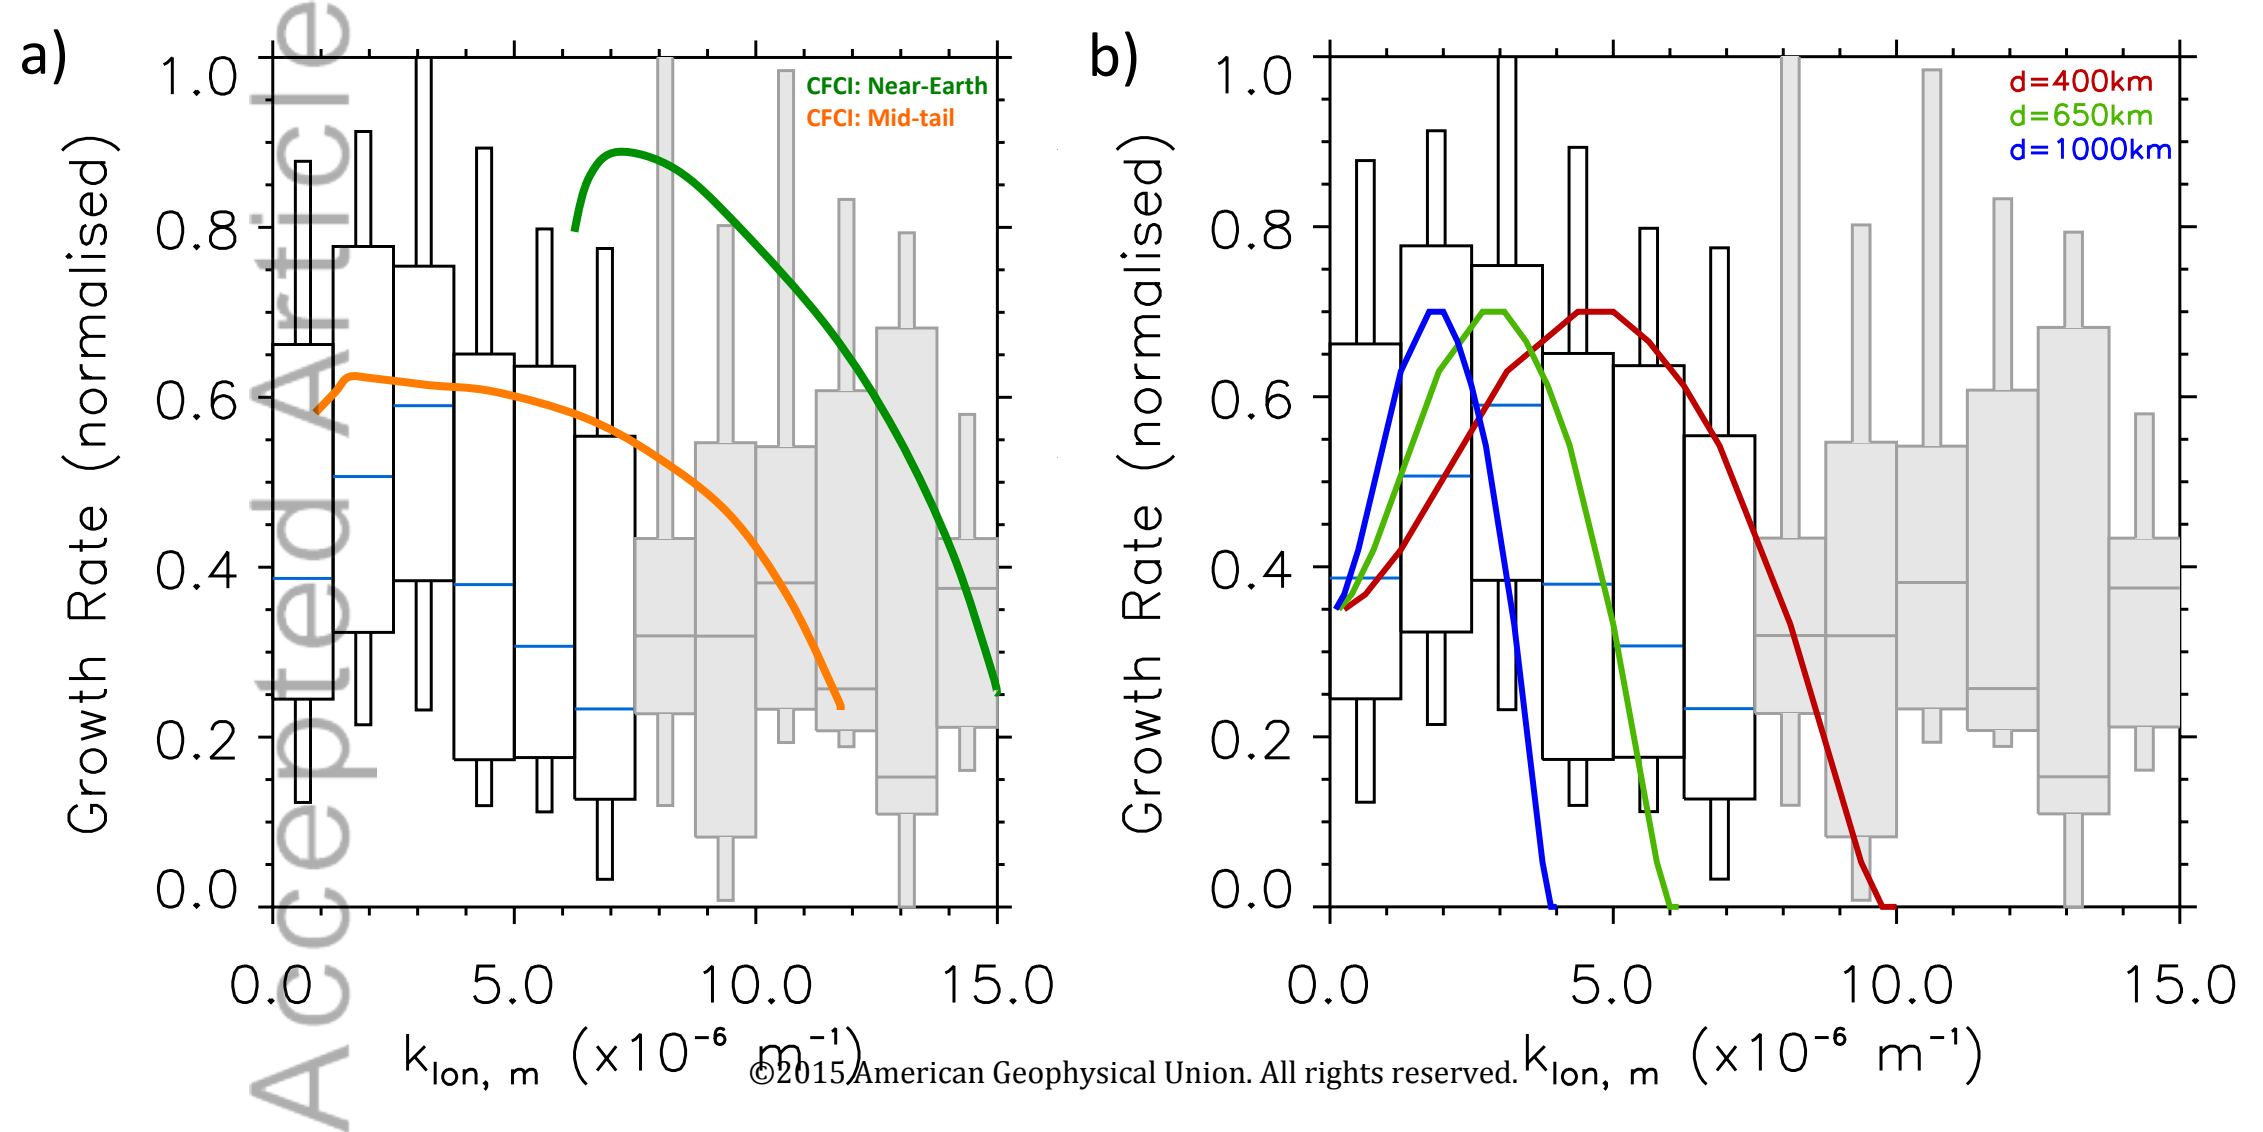 a)
1.0
0.8
0.6
0.4
0.2
0.0
Growth Rate (normalised)
CFCI: Near-Earth
CFCI: Mid-tail
0.0 5.0 10.0 15.0
k_lon, m (x10⁻⁶ m⁻¹)
b)
1.0
0.8
0.6
0.4
0.2
0.0
Growth Rate (normalised)
d=400km
d=650km
d=1000km
0.0 5.0 10.0 15.0
k_lon, m (x10⁻⁶ m⁻¹)
Accepted Article
©2015 American Geophysical Union. All rights reserved.